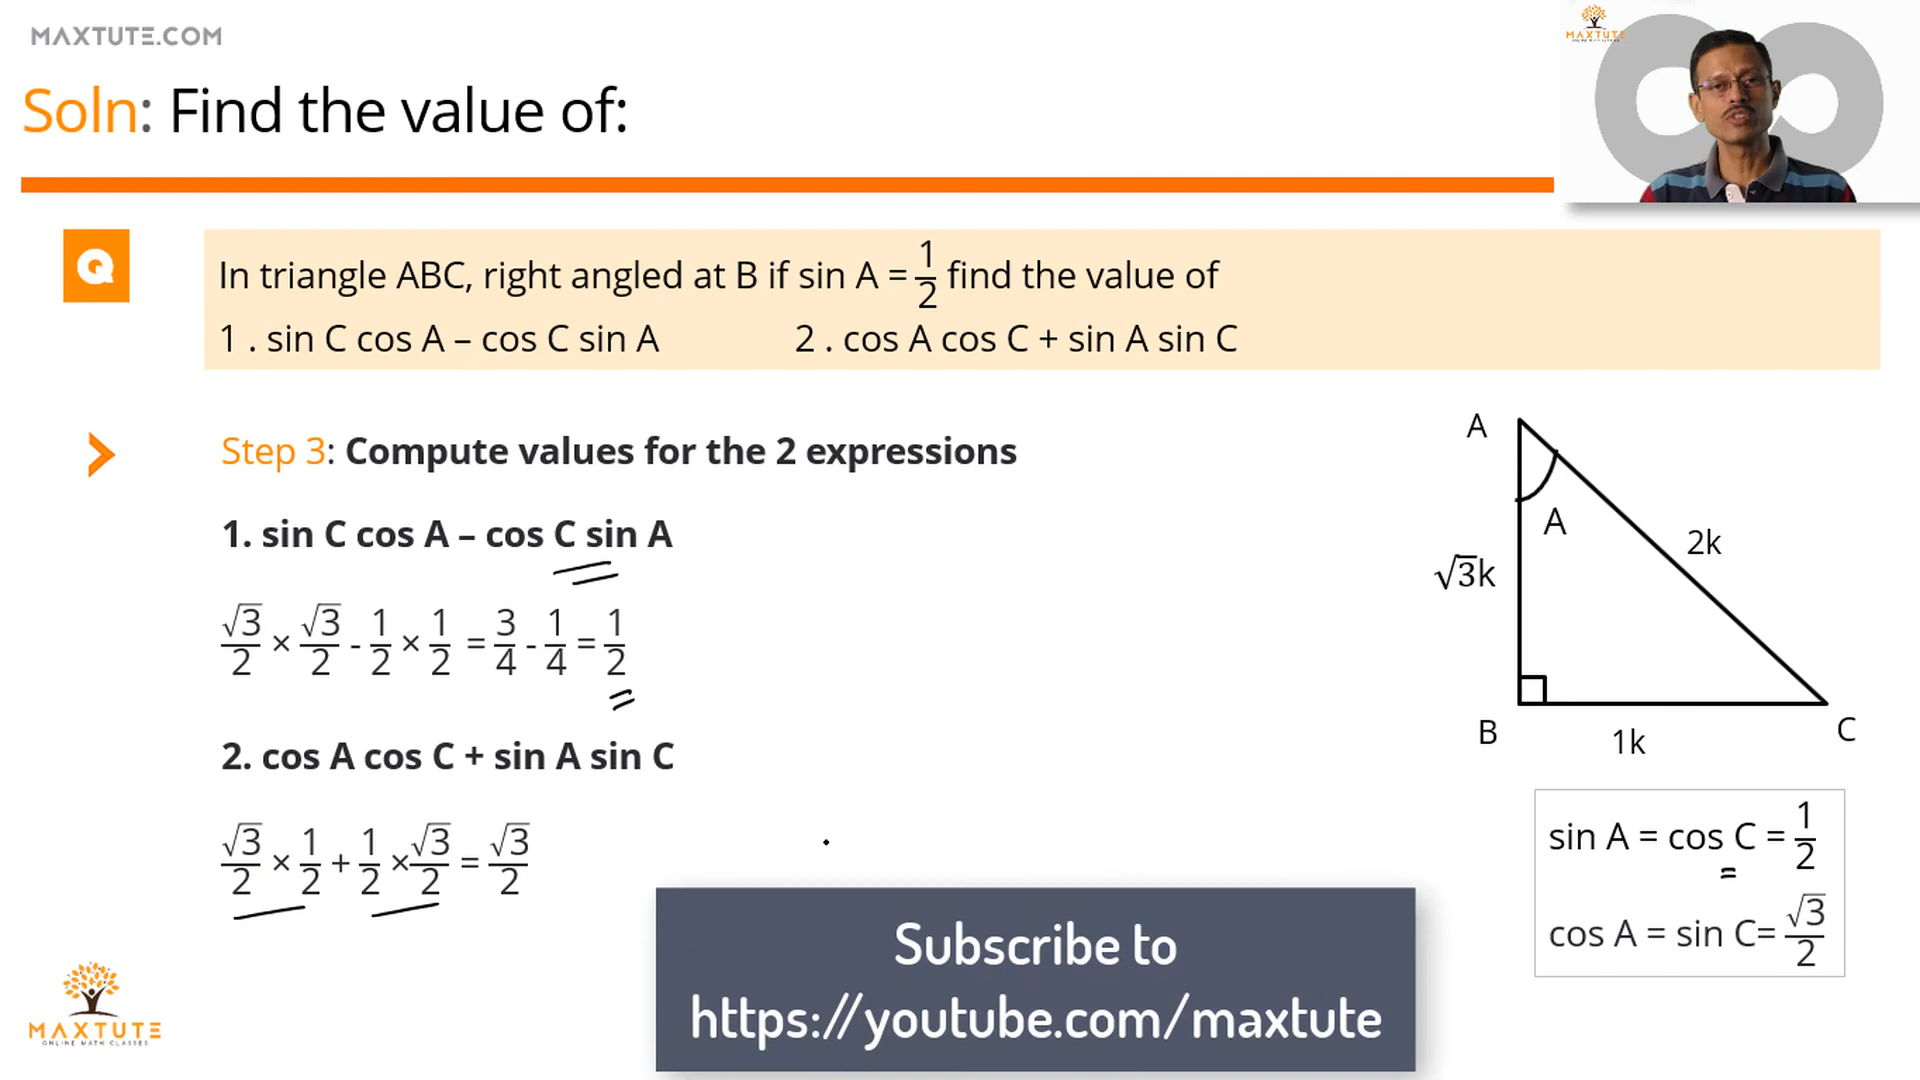 MAXTUTE.COM
MAXTUTE
Soln: Find the value of:
Q
In triangle ABC, right angled at B if sin A = 1/2 find the value of
1 . sin C cos A – cos C sin A
2 . cos A cos C + sin A sin C
Step 3: Compute values for the 2 expressions
1. sin C cos A – cos C sin A
√3/2 × √3/2 - 1/2 × 1/2 = 3/4 - 1/4 = 1/2
2. cos A cos C + sin A sin C
√3/2 × 1/2 + 1/2 × √3/2 = √3/2
A
A
√3k
2k
B
1k
C
sin A = cos C = 1/2
cos A = sin C= √3/2
MAXTUTE
ONLINE MATH CLASSES
Subscribe to
https://youtube.com/maxtute